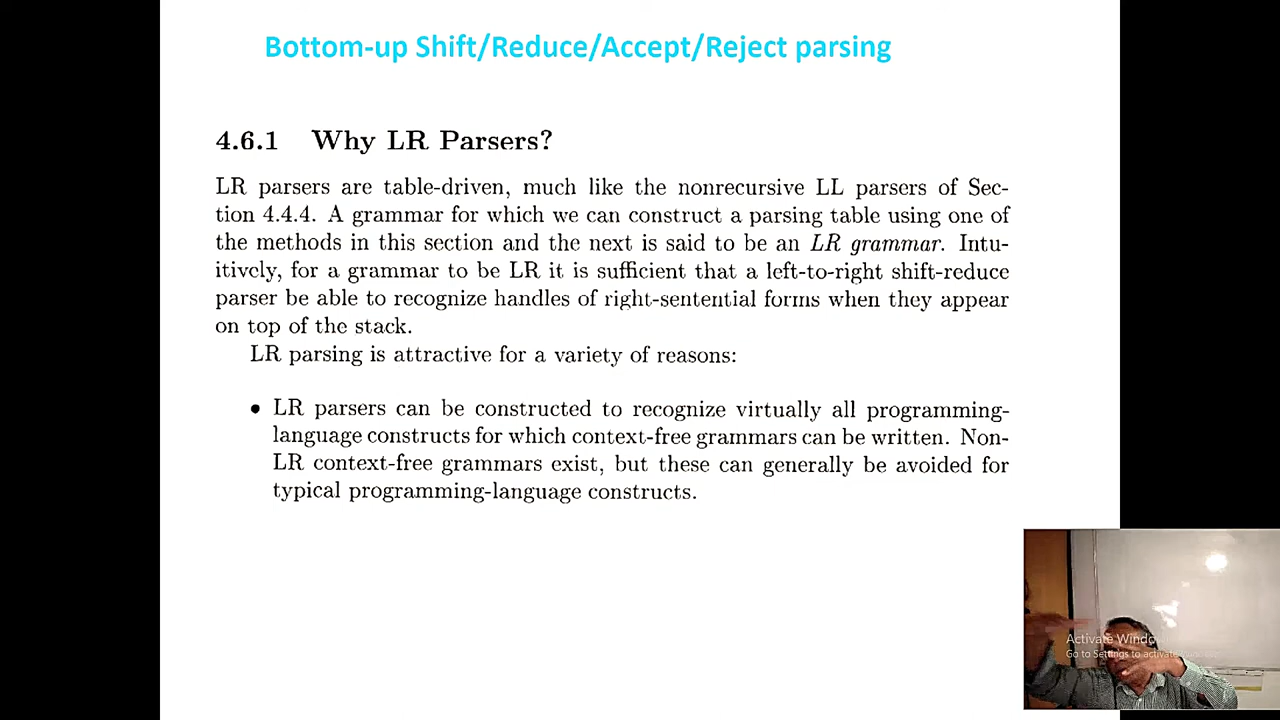 Bottom-up Shift/Reduce/Accept/Reject parsing
4.6.1 Why LR Parsers?
LR parsers are table-driven, much like the nonrecursive LL parsers of Sec-
tion 4.4.4. A grammar for which we can construct a parsing table using one of
the methods in this section and the next is said to be an LR grammar. Intu-
itively, for a grammar to be LR it is sufficient that a left-to-right shift-reduce
parser be able to recognize handles of right-sentential forms when they appear
on top of the stack.
LR parsing is attractive for a variety of reasons:
• LR parsers can be constructed to recognize virtually all programming-
language constructs for which context-free grammars can be written. Non-
LR context-free grammars exist, but these can generally be avoided for
typical programming-language constructs.
Activate Windows
Go to Settings to activate Windows.